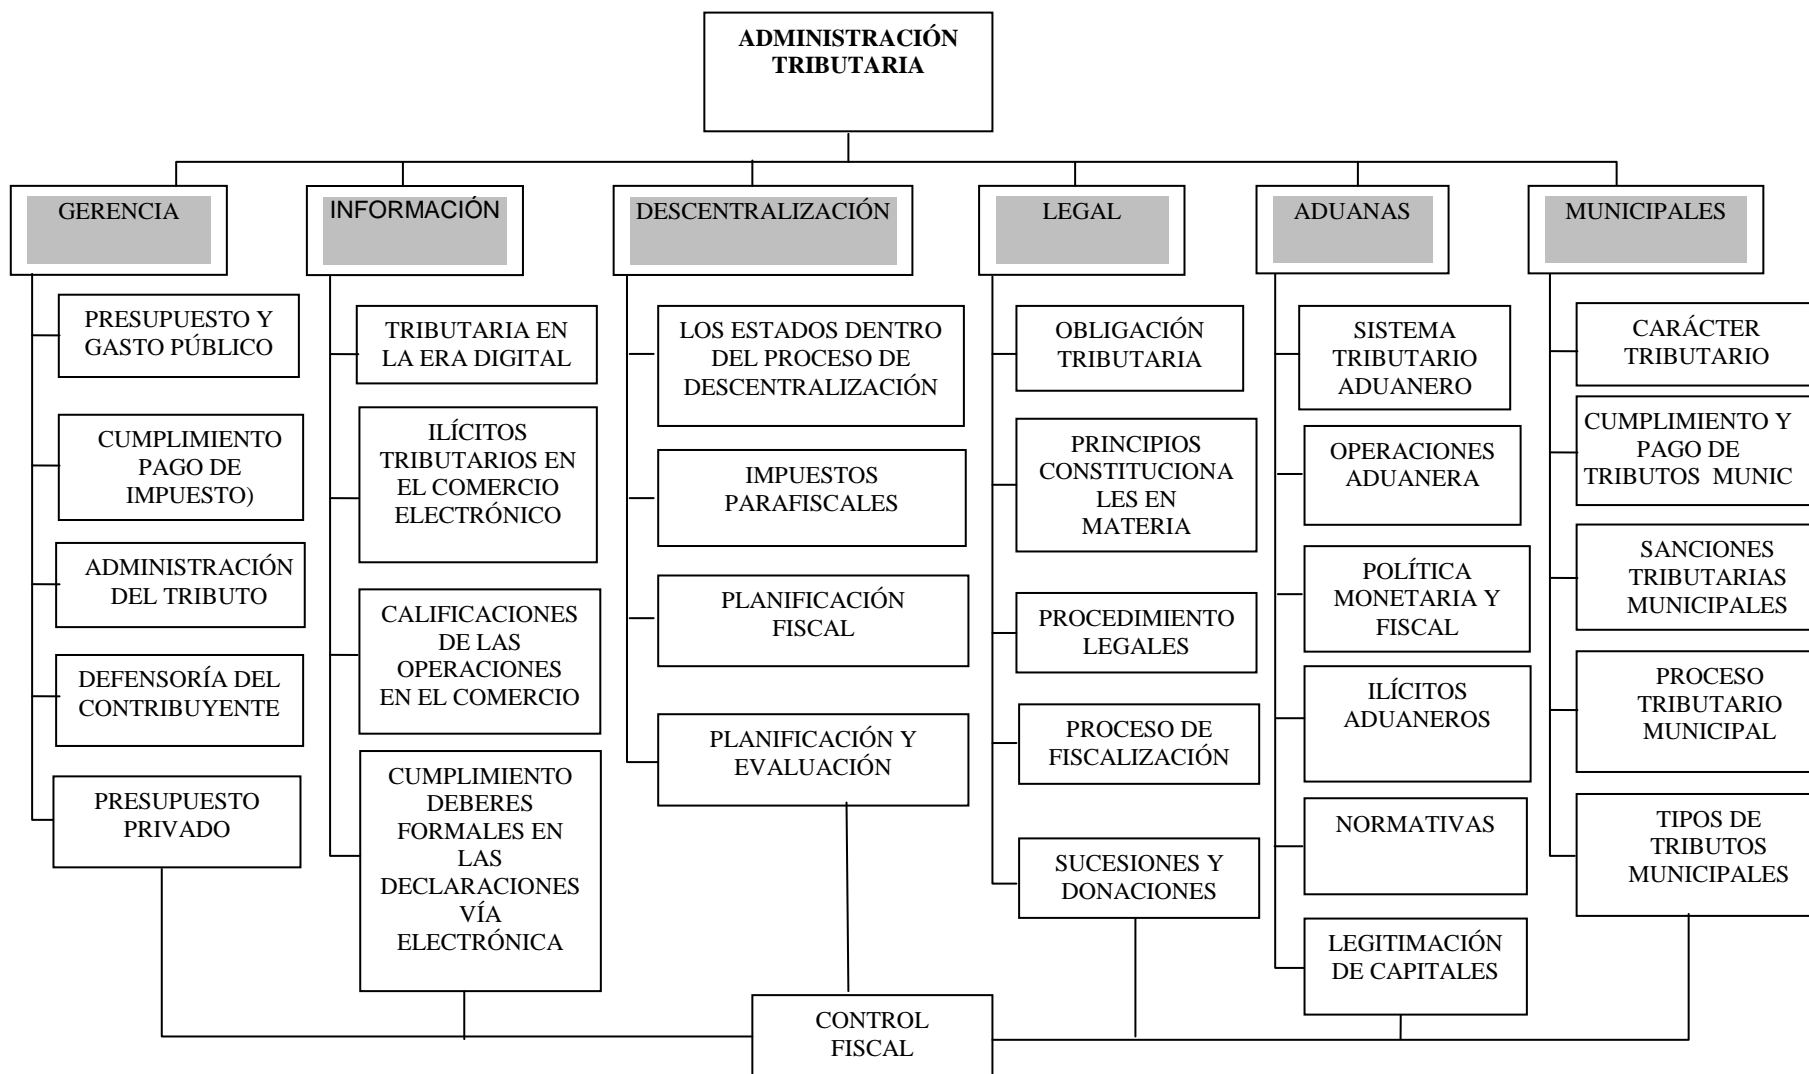 ADMINISTRACIÓN
TRIBUTARIA
GERENCIA
INFORMACIÓN
DESCENTRALIZACIÓN
LEGAL
ADUANAS
MUNICIPALES
PRESUPUESTO Y
GASTO PÚBLICO
CUMPLIMIENTO
PAGO DE
IMPUESTO)
ADMINISTRACIÓN
DEL TRIBUTO
DEFENSORÍA DEL
CONTRIBUYENTE
PRESUPUESTO
PRIVADO
TRIBUTARIA EN
LA ERA DIGITAL
ILÍCITOS
TRIBUTARIOS EN
EL COMERCIO
ELECTRÓNICO
CALIFICACIONES
DE LAS
OPERACIONES
EN EL COMERCIO
CUMPLIMIENTO
DEBERES
FORMALES EN
LAS
DECLARACIONES
VÍA
ELECTRÓNICA
LOS ESTADOS DENTRO
DEL PROCESO DE
DESCENTRALIZACIÓN
IMPUESTOS
PARAFISCALES
PLANIFICACIÓN
FISCAL
PLANIFICACIÓN Y
EVALUACIÓN
OBLIGACIÓN
TRIBUTARIA
PRINCIPIOS
CONSTITUCIONA
LES EN
MATERIA
PROCEDIMIENTO
LEGALES
PROCESO DE
FISCALIZACIÓN
SUCESIONES Y
DONACIONES
SISTEMA
TRIBUTARIO
ADUANERO
OPERACIONES
ADUANERA
POLÍTICA
MONETARIA Y
FISCAL
ILÍCITOS
ADUANEROS
NORMATIVAS
LEGITIMACIÓN
DE CAPITALES
CARÁCTER
TRIBUTARIO
CUMPLIMIENTO Y
PAGO DE
TRIBUTOS MUNIC
SANCIONES
TRIBUTARIAS
MUNICIPALES
PROCESO
TRIBUTARIO
MUNICIPAL
TIPOS DE
TRIBUTOS
MUNICIPALES
CONTROL
FISCAL